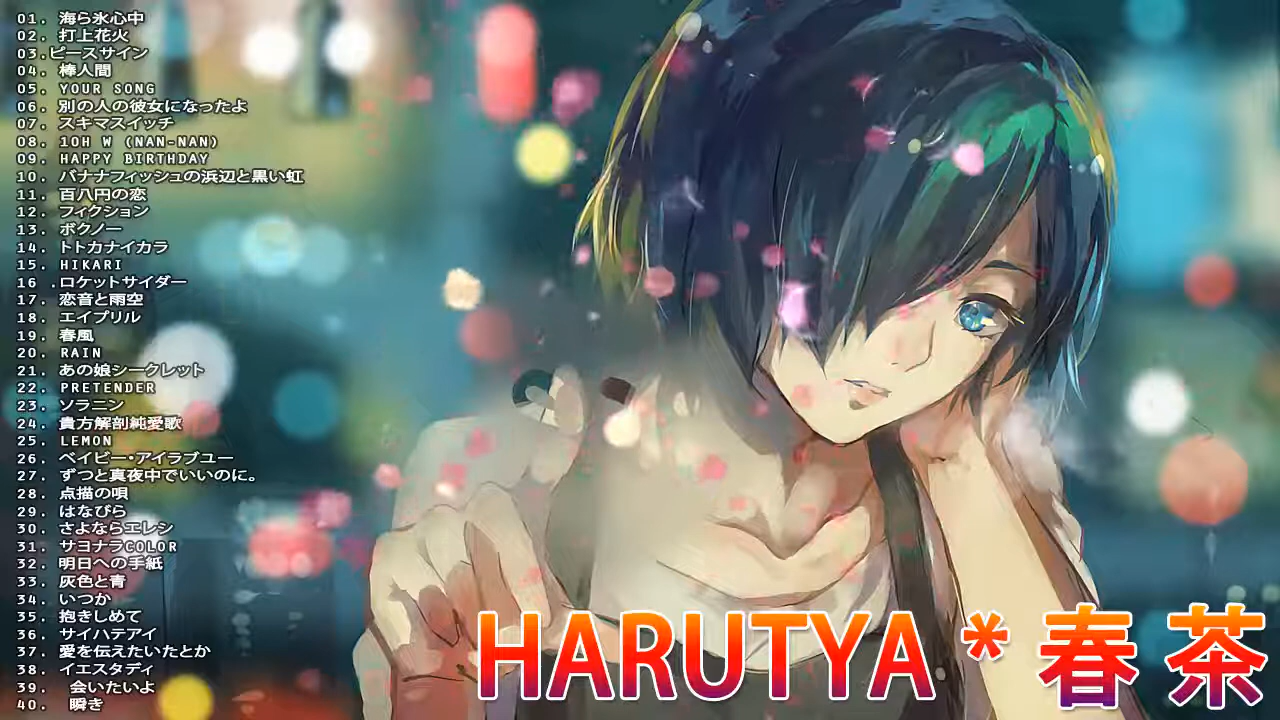 01. 海ら氷心中
02. 打上花火
03.ピースサイン
04. 棒人間
05. YOUR SONG
06. 別の人の彼女になったよ
07. スキマスイッチ
08. 1OH W (NAN-NAN)
09. HAPPY BIRTHDAY
10. バナナフィッシュの浜辺と黒い虹
11. 百八円の恋
12. フィクション
13. ボクノー
14. トトカナイカラ
15. HIKARI
16 .ロケットサイダー
17. 恋音と雨空
18. エイプリル
19. 春風
20. RAIN
21. あの娘シークレット
22. PRETENDER
23. ソラニン
24. 貴方解剖純愛歌
25. LEMON
26. ベイビー・アイラブユー
27. ずっと真夜中でいいのに。
28. 点描の唄
29. はなびら
30. さよならエレジ
31. サヨナラCOLOR
32. 明日への手紙
33. 灰色と青
34. いつか
35. 抱きしめて
36. サイハテアイ
37. 愛を伝えたいたとか
38. イエスタディ
39. 会いたいよ
40. 瞬き
HARUTYA * 春 茶